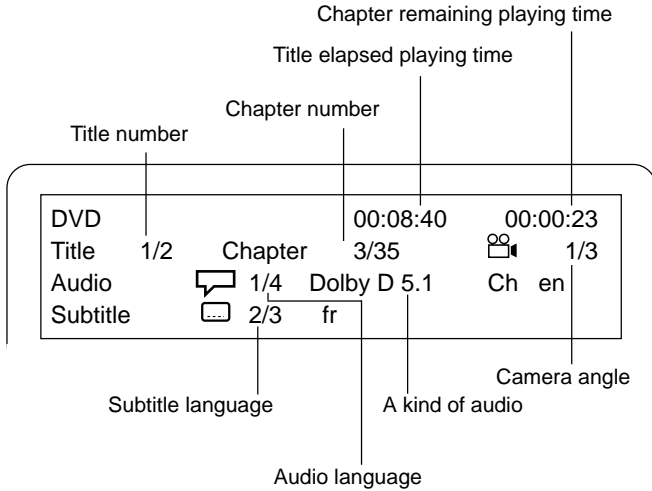 Chapter remaining playing time
Title elapsed playing time
Chapter number
Title number
DVD 00:08:40 00:00:23
Title 1/2 Chapter 3/35 1/3
Audio 1/4 Dolby D 5.1 Ch en
Subtitle 2/3 fr
Camera angle
Subtitle language A kind of audio
Audio language